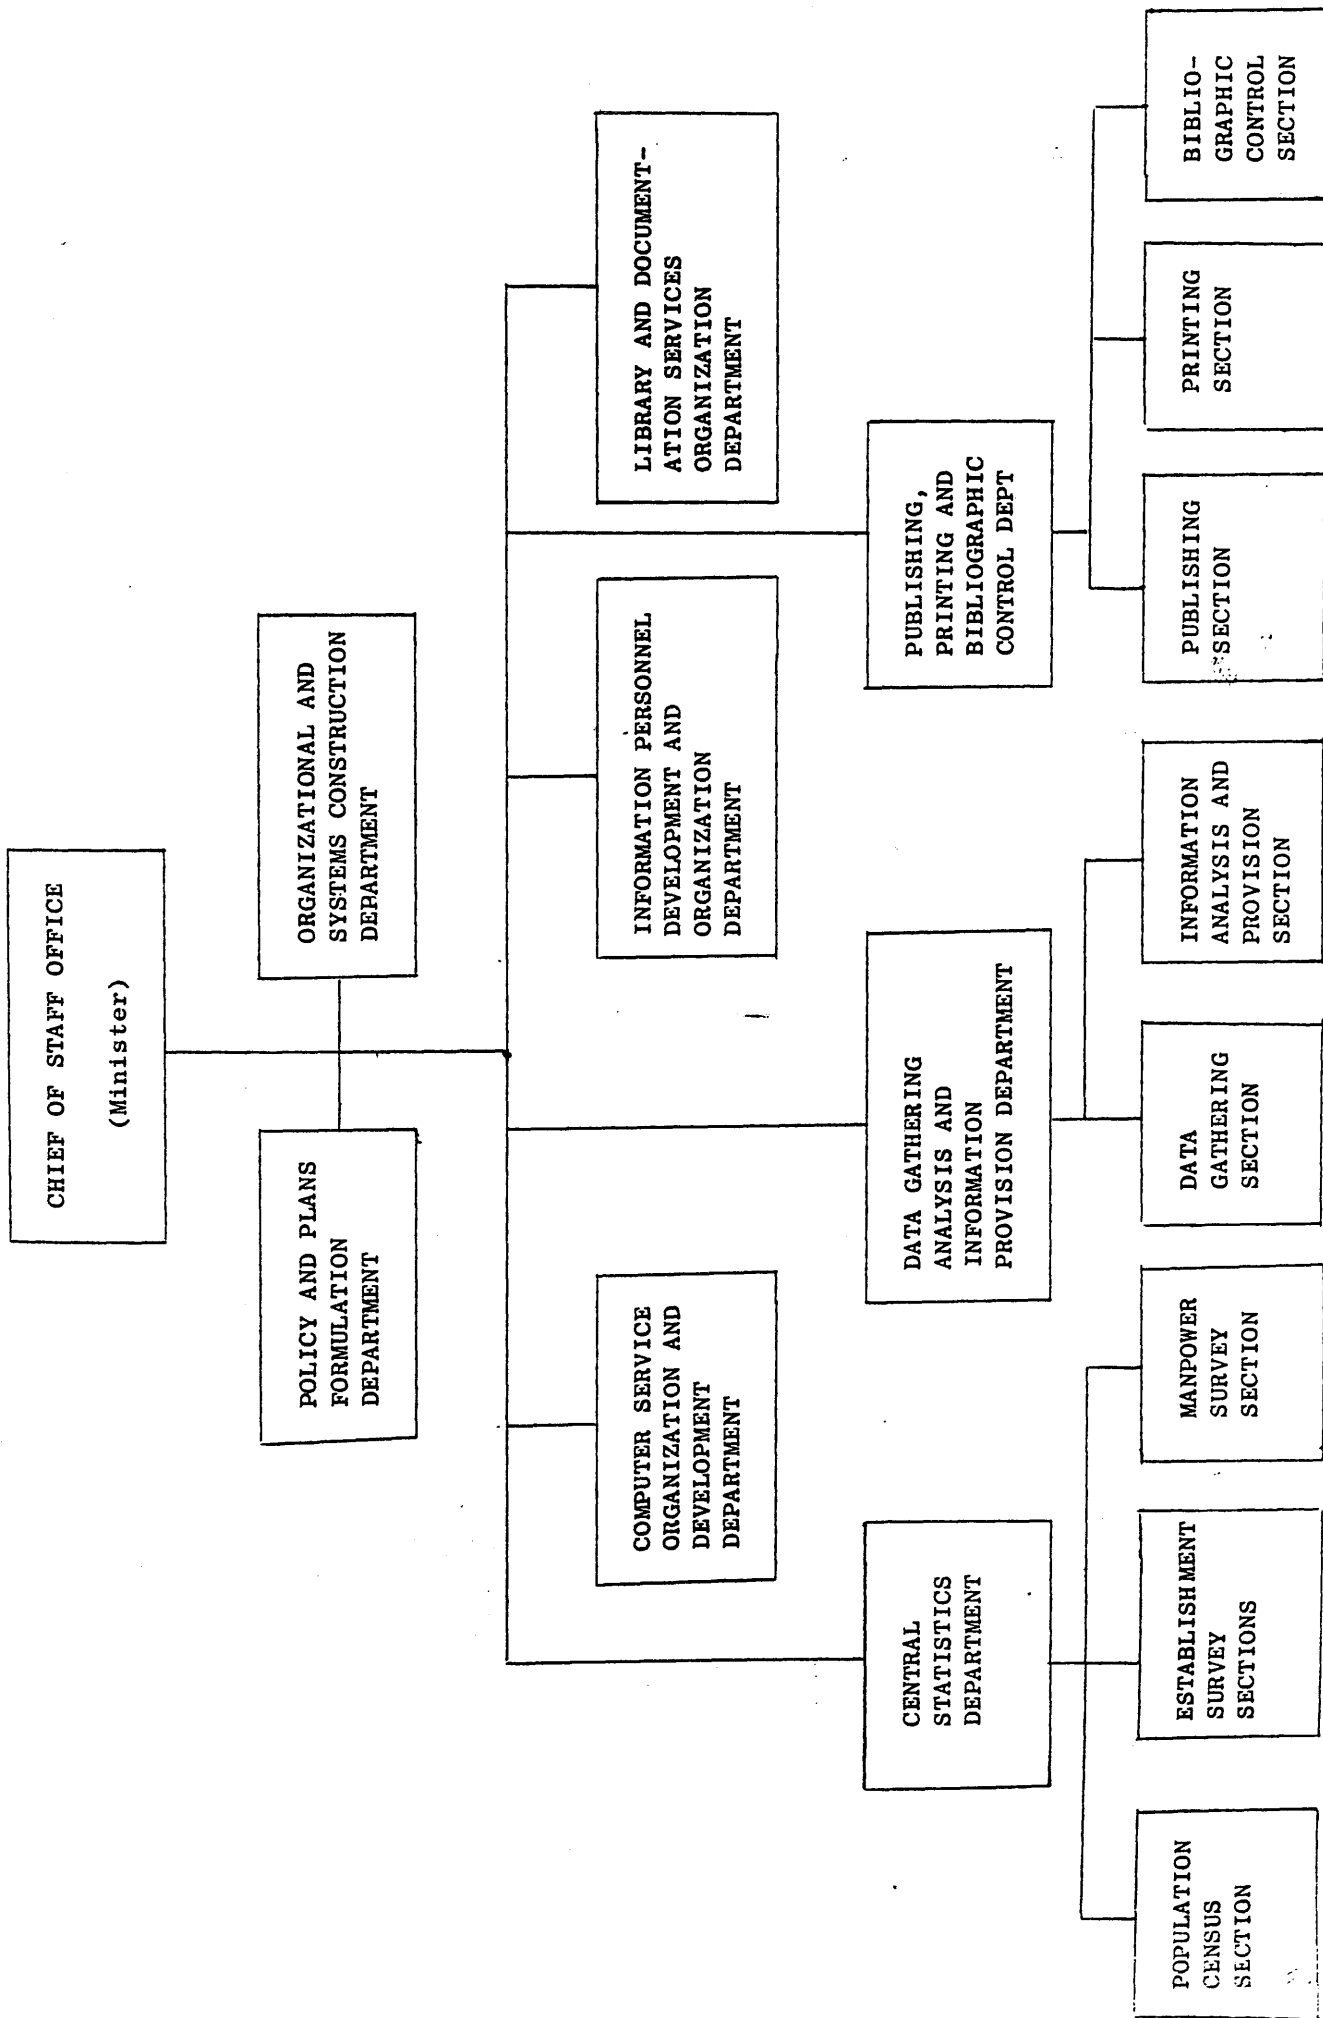 CHIEF OF STAFF OFFICE
(Minister)
POLICY AND PLANS
FORMULATION
DEPARTMENT
ORGANIZATIONAL AND
SYSTEMS CONSTRUCTION
DEPARTMENT
COMPUTER SERVICE
ORGANIZATION AND
DEVELOPMENT
DEPARTMENT
INFORMATION PERSONNEL
DEVELOPMENT AND
ORGANIZATION
DEPARTMENT
LIBRARY AND DOCUMENT-
ATION SERVICES
ORGANIZATION
DEPARTMENT
CENTRAL
STATISTICS
DEPARTMENT
DATA GATHERING
ANALYSIS AND
INFORMATION
PROVISION DEPARTMENT
PUBLISHING,
PRINTING AND
BIBLIOGRAPHIC
CONTROL DEPT
POPULATION
CENSUS
SECTION
ESTABLISHMENT
SURVEY
SECTIONS
MANPOWER
SURVEY
SECTION
DATA
GATHERING
SECTION
INFORMATION
ANALYSIS AND
PROVISION
SECTION
PUBLISHING
SECTION
PRINTING
SECTION
BIBLIO-
GRAPHIC
CONTROL
SECTION